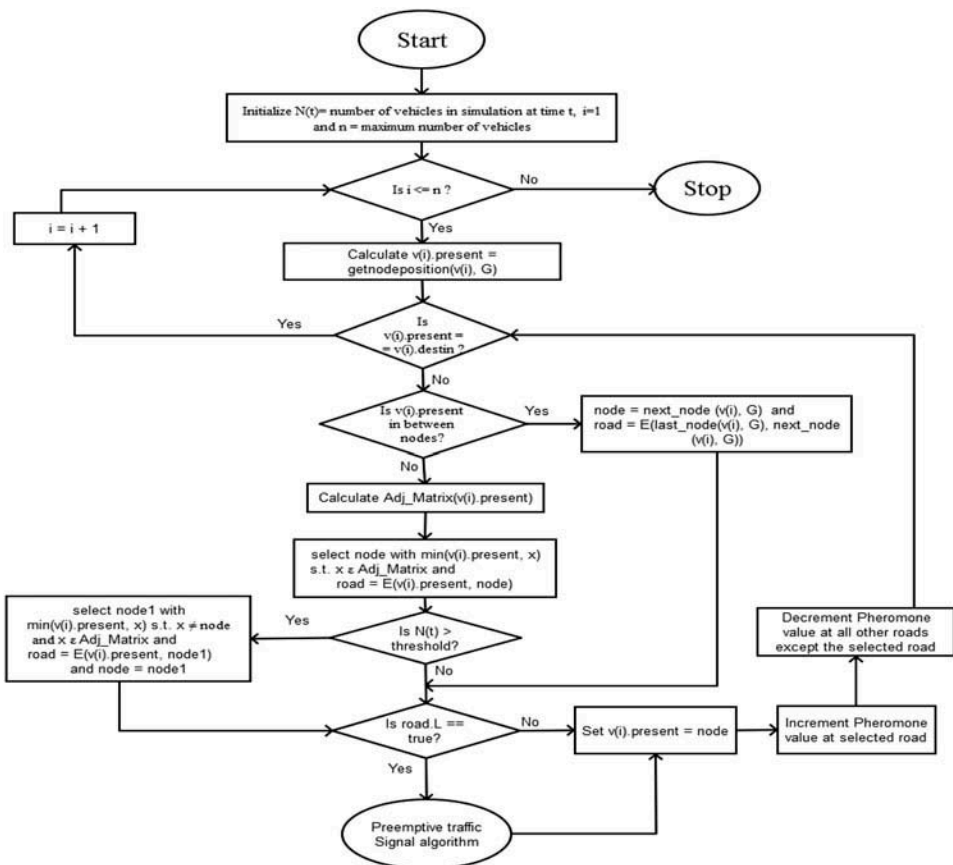 Start
Initialize N(t)= number of vehicles in simulation at time t, i=1
and n = maximum number of vehicles
Is i <= n ?
No
Stop
Yes
i = i + 1
Calculate v(i).present =
getnodeposition(v(i), G)
Is
v(i).present =
= v(i).destin ?
Yes
No
Is v(i).present
in between
nodes?
Yes
node = next_node (v(i), G) and
road = E(last_node(v(i), G), next_node
(v(i), G))
No
Calculate Adj_Matrix(v(i).present)
select node with min(v(i).present, x)
s.t. x ε Adj_Matrix and
road = E(v(i).present, node)
Is N(t) >
threshold?
Yes
select node1 with
min(v(i).present, x) s.t. x ≠ node
and x ε Adj_Matrix and
road = E(v(i).present, node1)
and node = node1
No
Is road.L ==
true?
No
Set v(i).present = node
Increment Pheromone
value at selected road
Decrement Pheromone
value at all other roads
except the selected road
Yes
Preemptive traffic
Signal algorithm